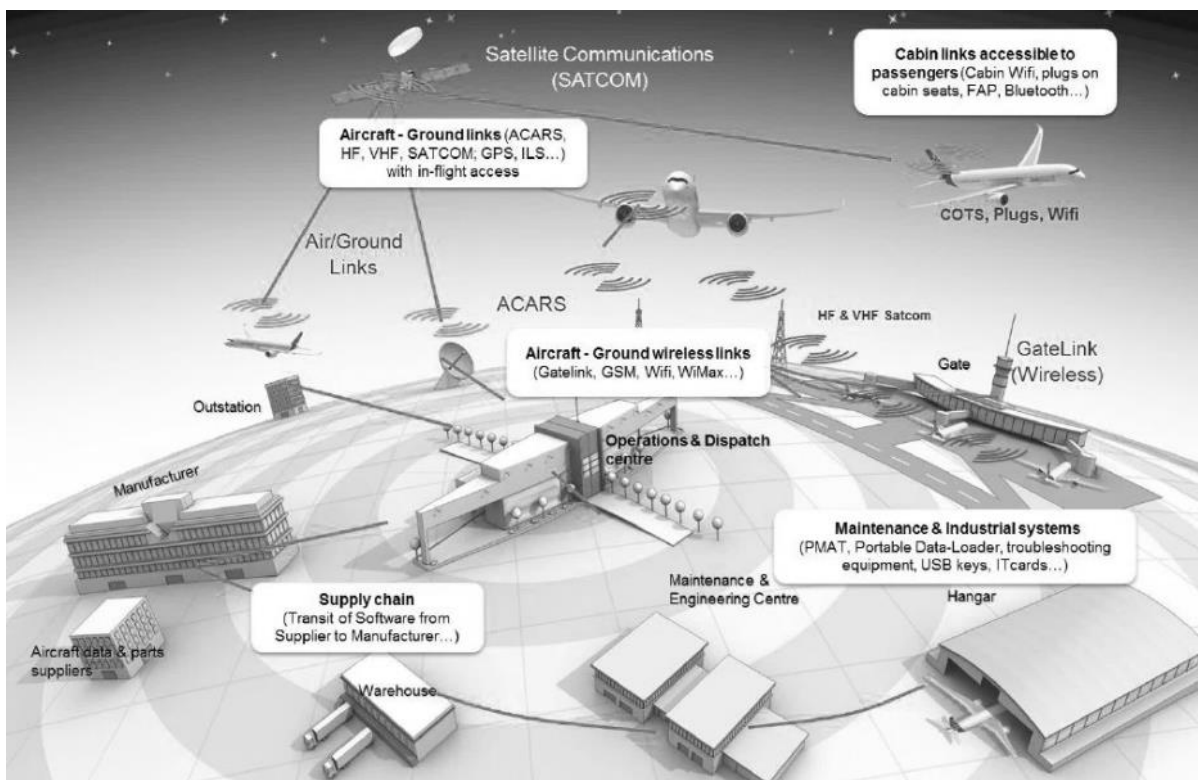 Satellite Communications
(SATCOM)
Cabin links accessible to
passengers (Cabin Wifi, plugs on
cabin seats, FAP, Bluetooth...)
Aircraft - Ground links (ACARS,
HF, VHF, SATCOM; GPS, ILS...)
with in-flight access
COTS, Plugs, Wifi
Air/Ground
Links
ACARS
HF & VHF Satcom
Aircraft - Ground wireless links
(Gatelink, GSM, Wifi, WiMax...)
Gate
GateLink
(Wireless)
Outstation
Operations & Dispatch
centre
Manufacturer
Maintenance & Industrial systems
(PMAT, Portable Data-Loader, troubleshooting
equipment, USB keys, ITcards...)
Maintenance &
Engineering Centre
Hangar
Supply chain
(Transit of Software from
Supplier to Manufacturer...)
Aircraft data & parts
suppliers
Warehouse